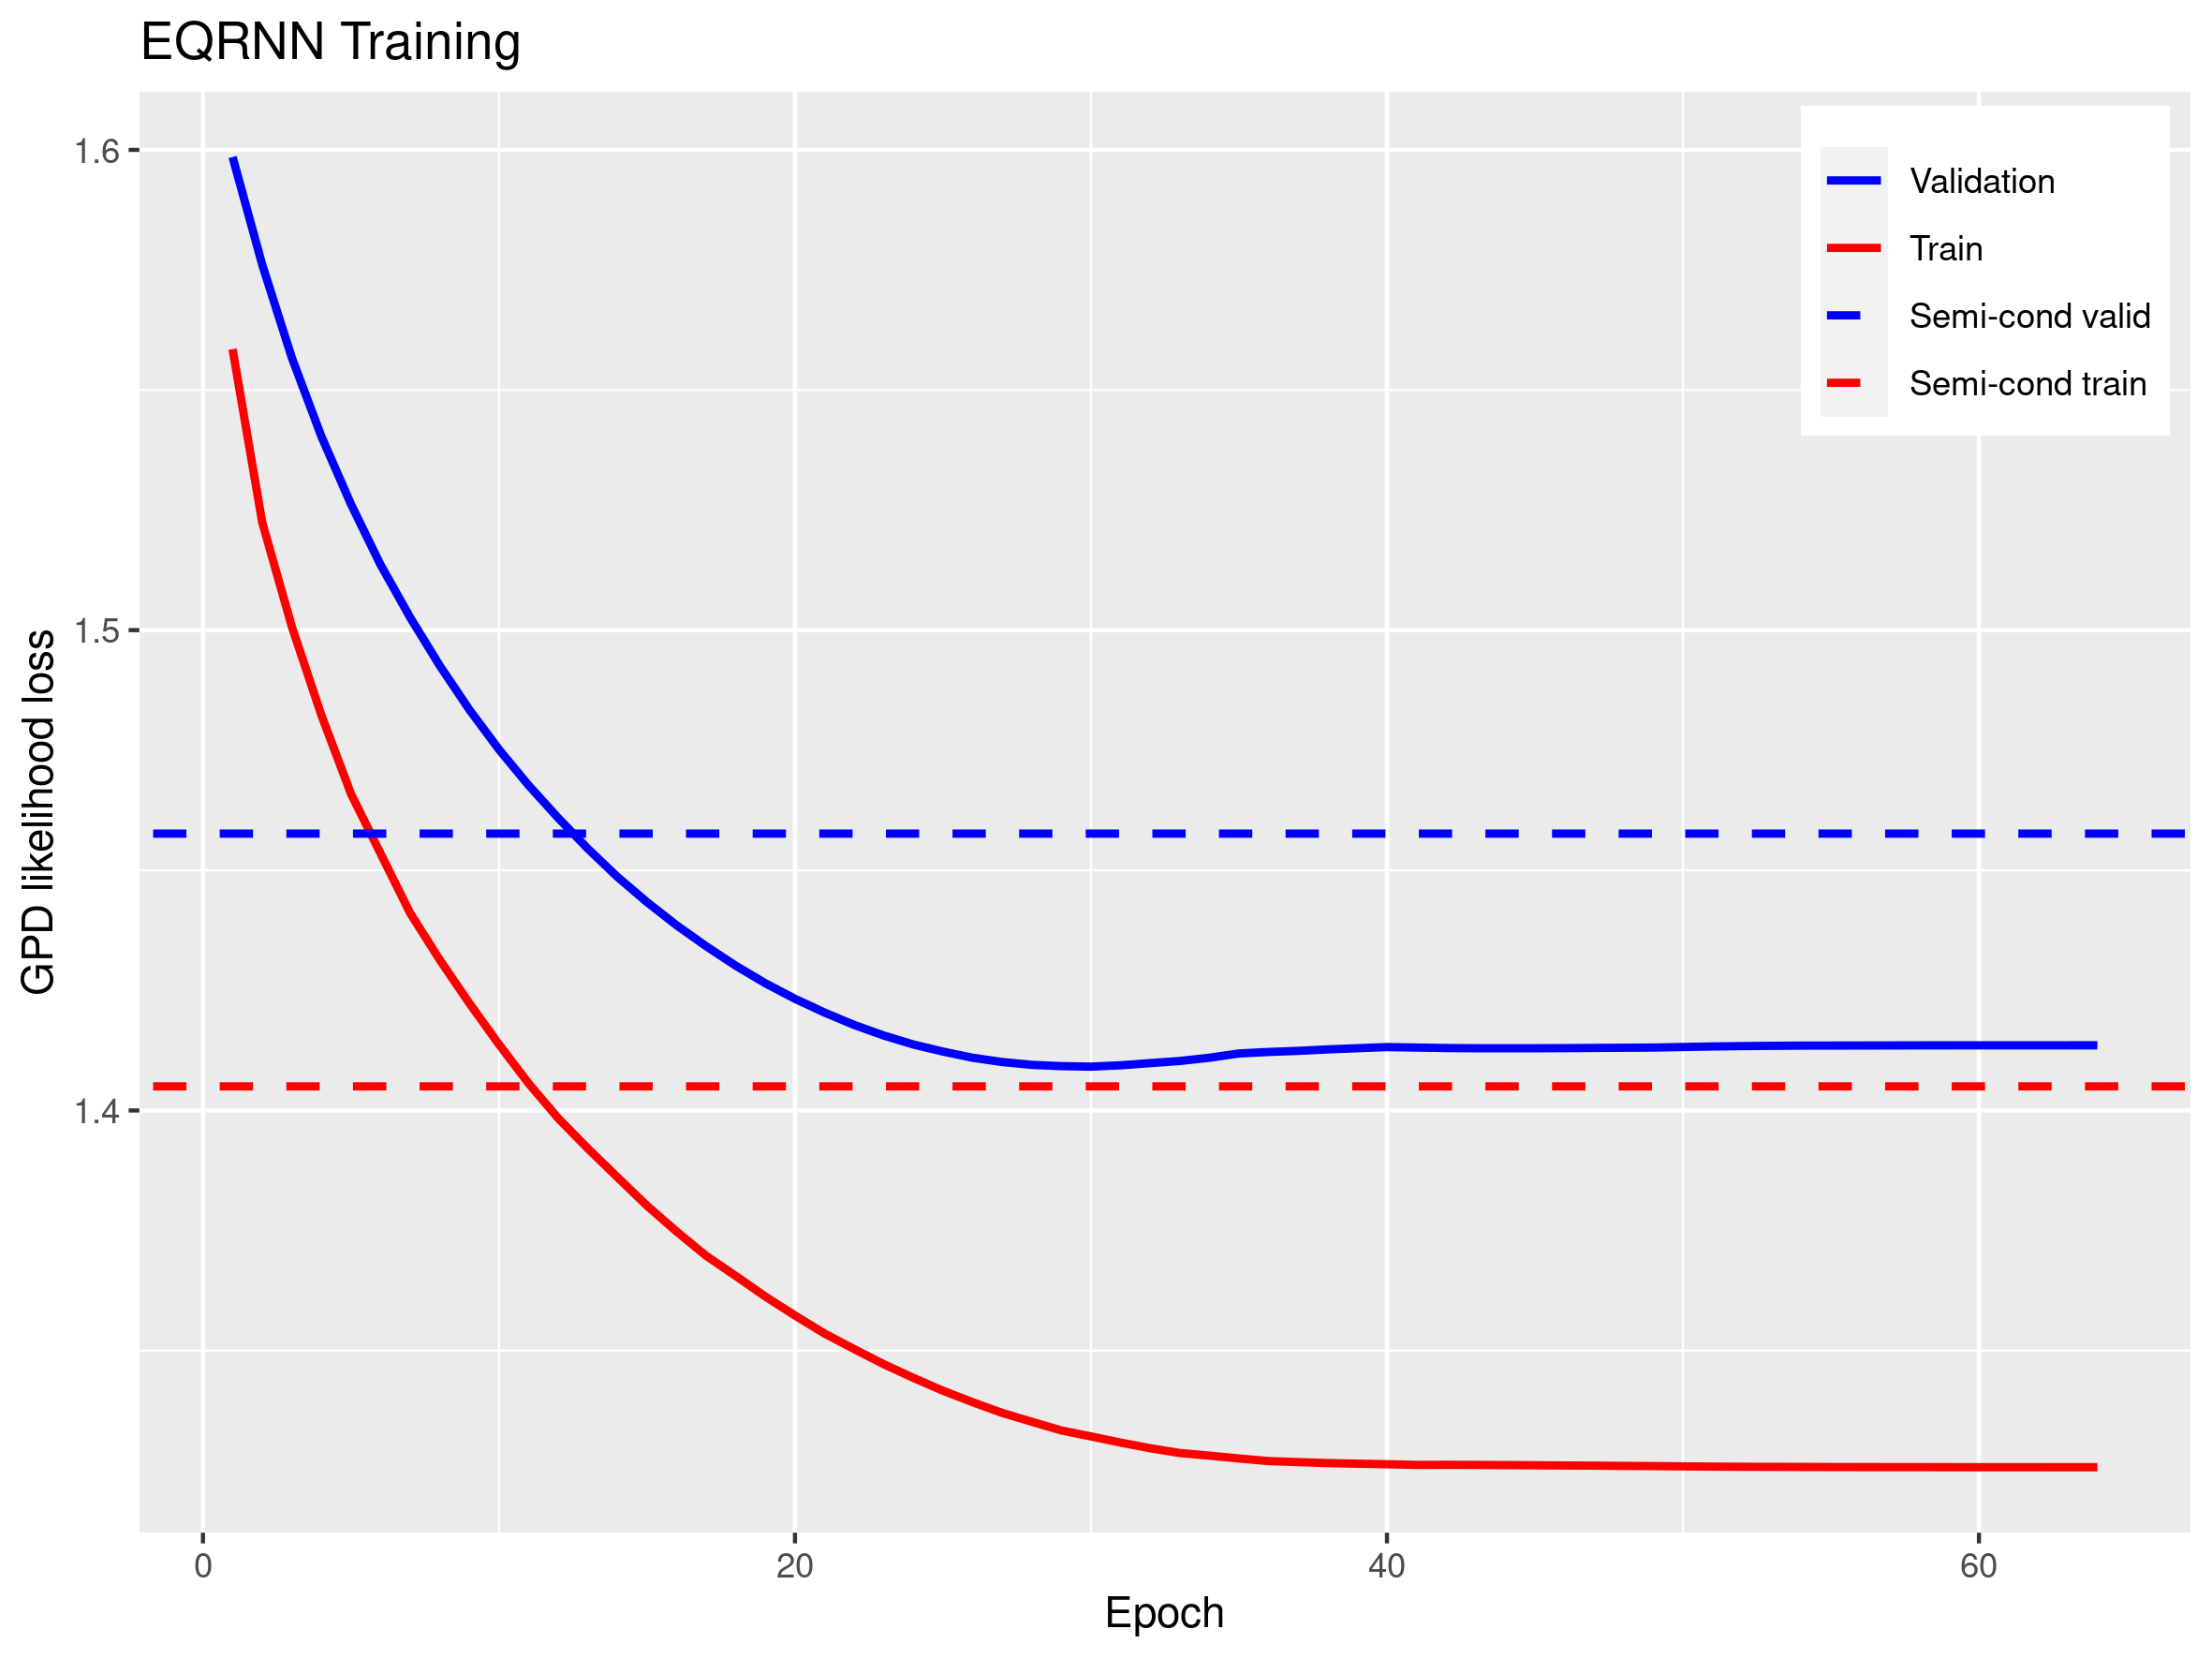 EQRNN Training
GPD likelihood loss
1.6
1.5
1.4
Validation
Train
Semi-cond valid
Semi-cond train
0 20 40 60
Epoch